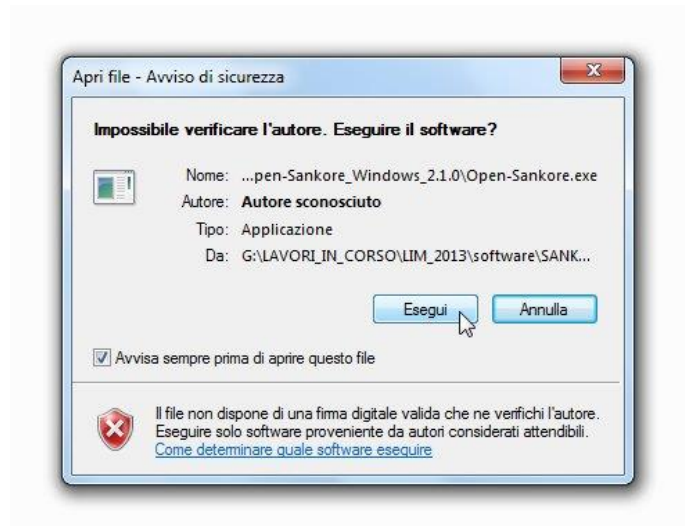 Apri file - Avviso di sicurezza
Impossibile verificare l'autore. Eseguire il software?
Nome: ...pen-Sankore_Windows_2.1.0\Open-Sankore.exe
Autore: Autore sconosciuto
Tipo: Applicazione
Da: G:\LAVORI_IN_CORSO\LIM_2013\software\SANK...
Esegui Annulla
Avvisa sempre prima di aprire questo file
Il file non dispone di una firma digitale valida che ne verifichi l'autore.
Eseguire solo software proveniente da autori considerati attendibili.
Come determinare quale software eseguire